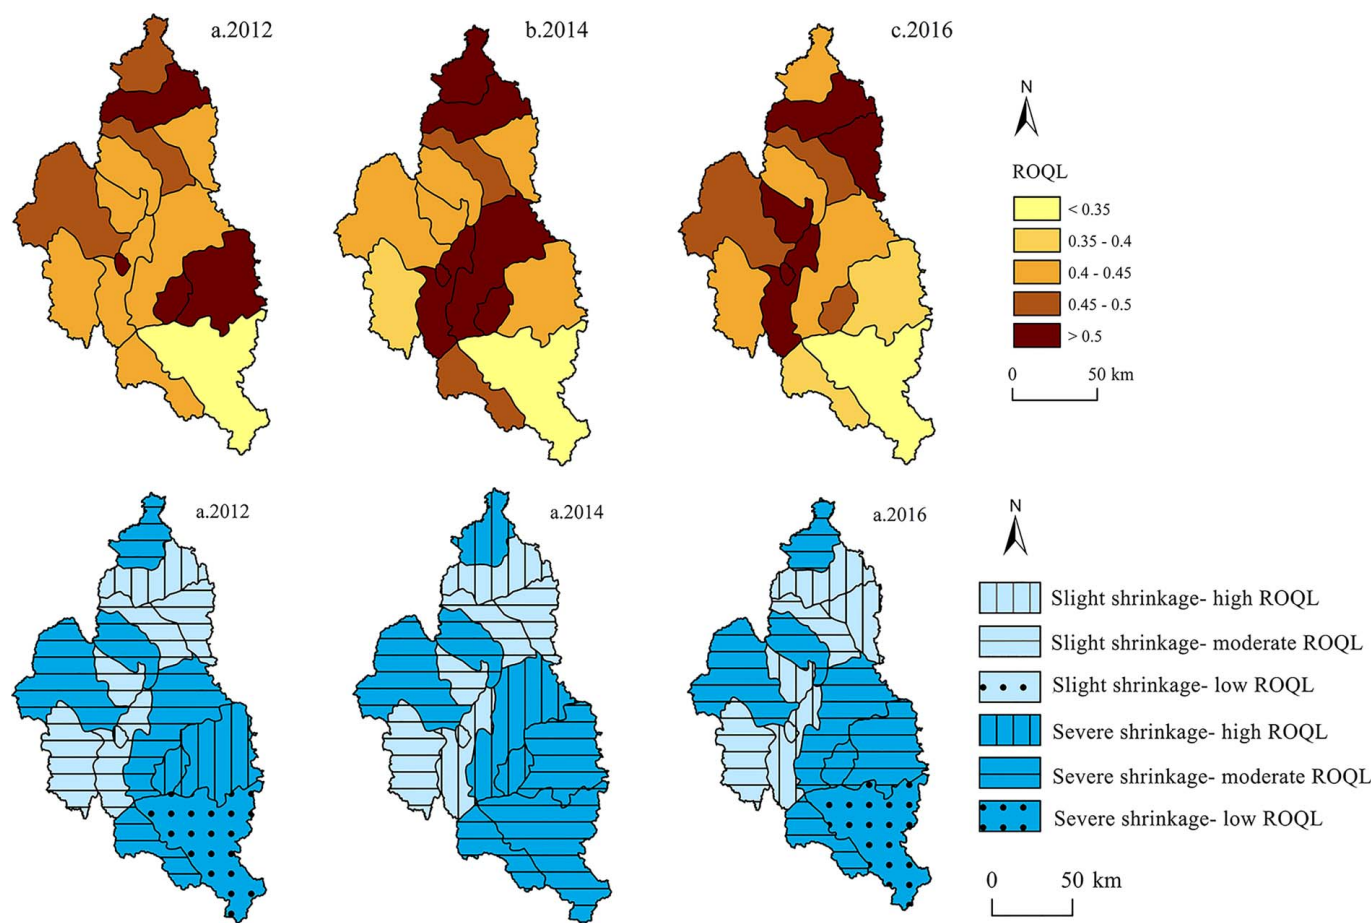 a.2012
b.2014
c.2016
N
ROQL
< 0.35
0.35 - 0.4
0.4 - 0.45
0.45 - 0.5
> 0.5
0 50 km
a.2012
a.2014
a.2016
N
Slight shrinkage- high ROQL
Slight shrinkage- moderate ROQL
Slight shrinkage- low ROQL
Severe shrinkage- high ROQL
Severe shrinkage- moderate ROQL
Severe shrinkage- low ROQL
0 50 km